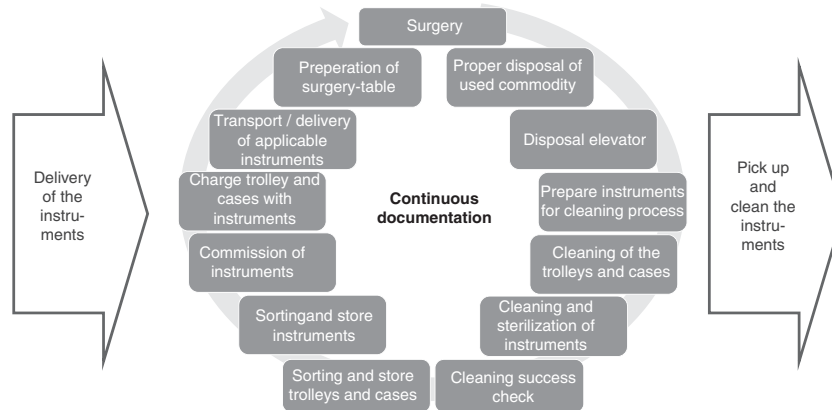 Surgery
Proper disposal of
used commodity
Disposal elevator
Prepare instruments
for cleaning process
Cleaning of the
trolleys and cases
Cleaning and
sterilization of
instruments
Cleaning success
check
Sorting and store
trolleys and cases
Sortingand store
instruments
Commission of
instruments
Charge trolley and
cases with
instruments
Transport / delivery
of applicable
instruments
Preperation of
surgery-table
Continuous
documentation
Delivery
of the
instru-
ments
Pick up
and
clean the
instru-
ments